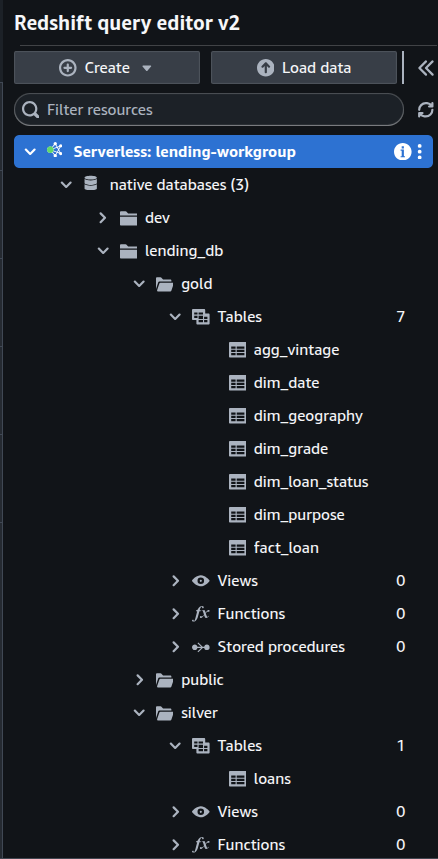 Redshift query editor v2
Create Load data
Filter resources
Serverless: lending-workgroup
native databases (3)
dev
lending_db
gold
Tables 7
agg_vintage
dim_date
dim_geography
dim_grade
dim_loan_status
dim_purpose
fact_loan
Views 0
fx Functions 0
Stored procedures 0
public
silver
Tables 1
loans
Views 0
fx Functions 0